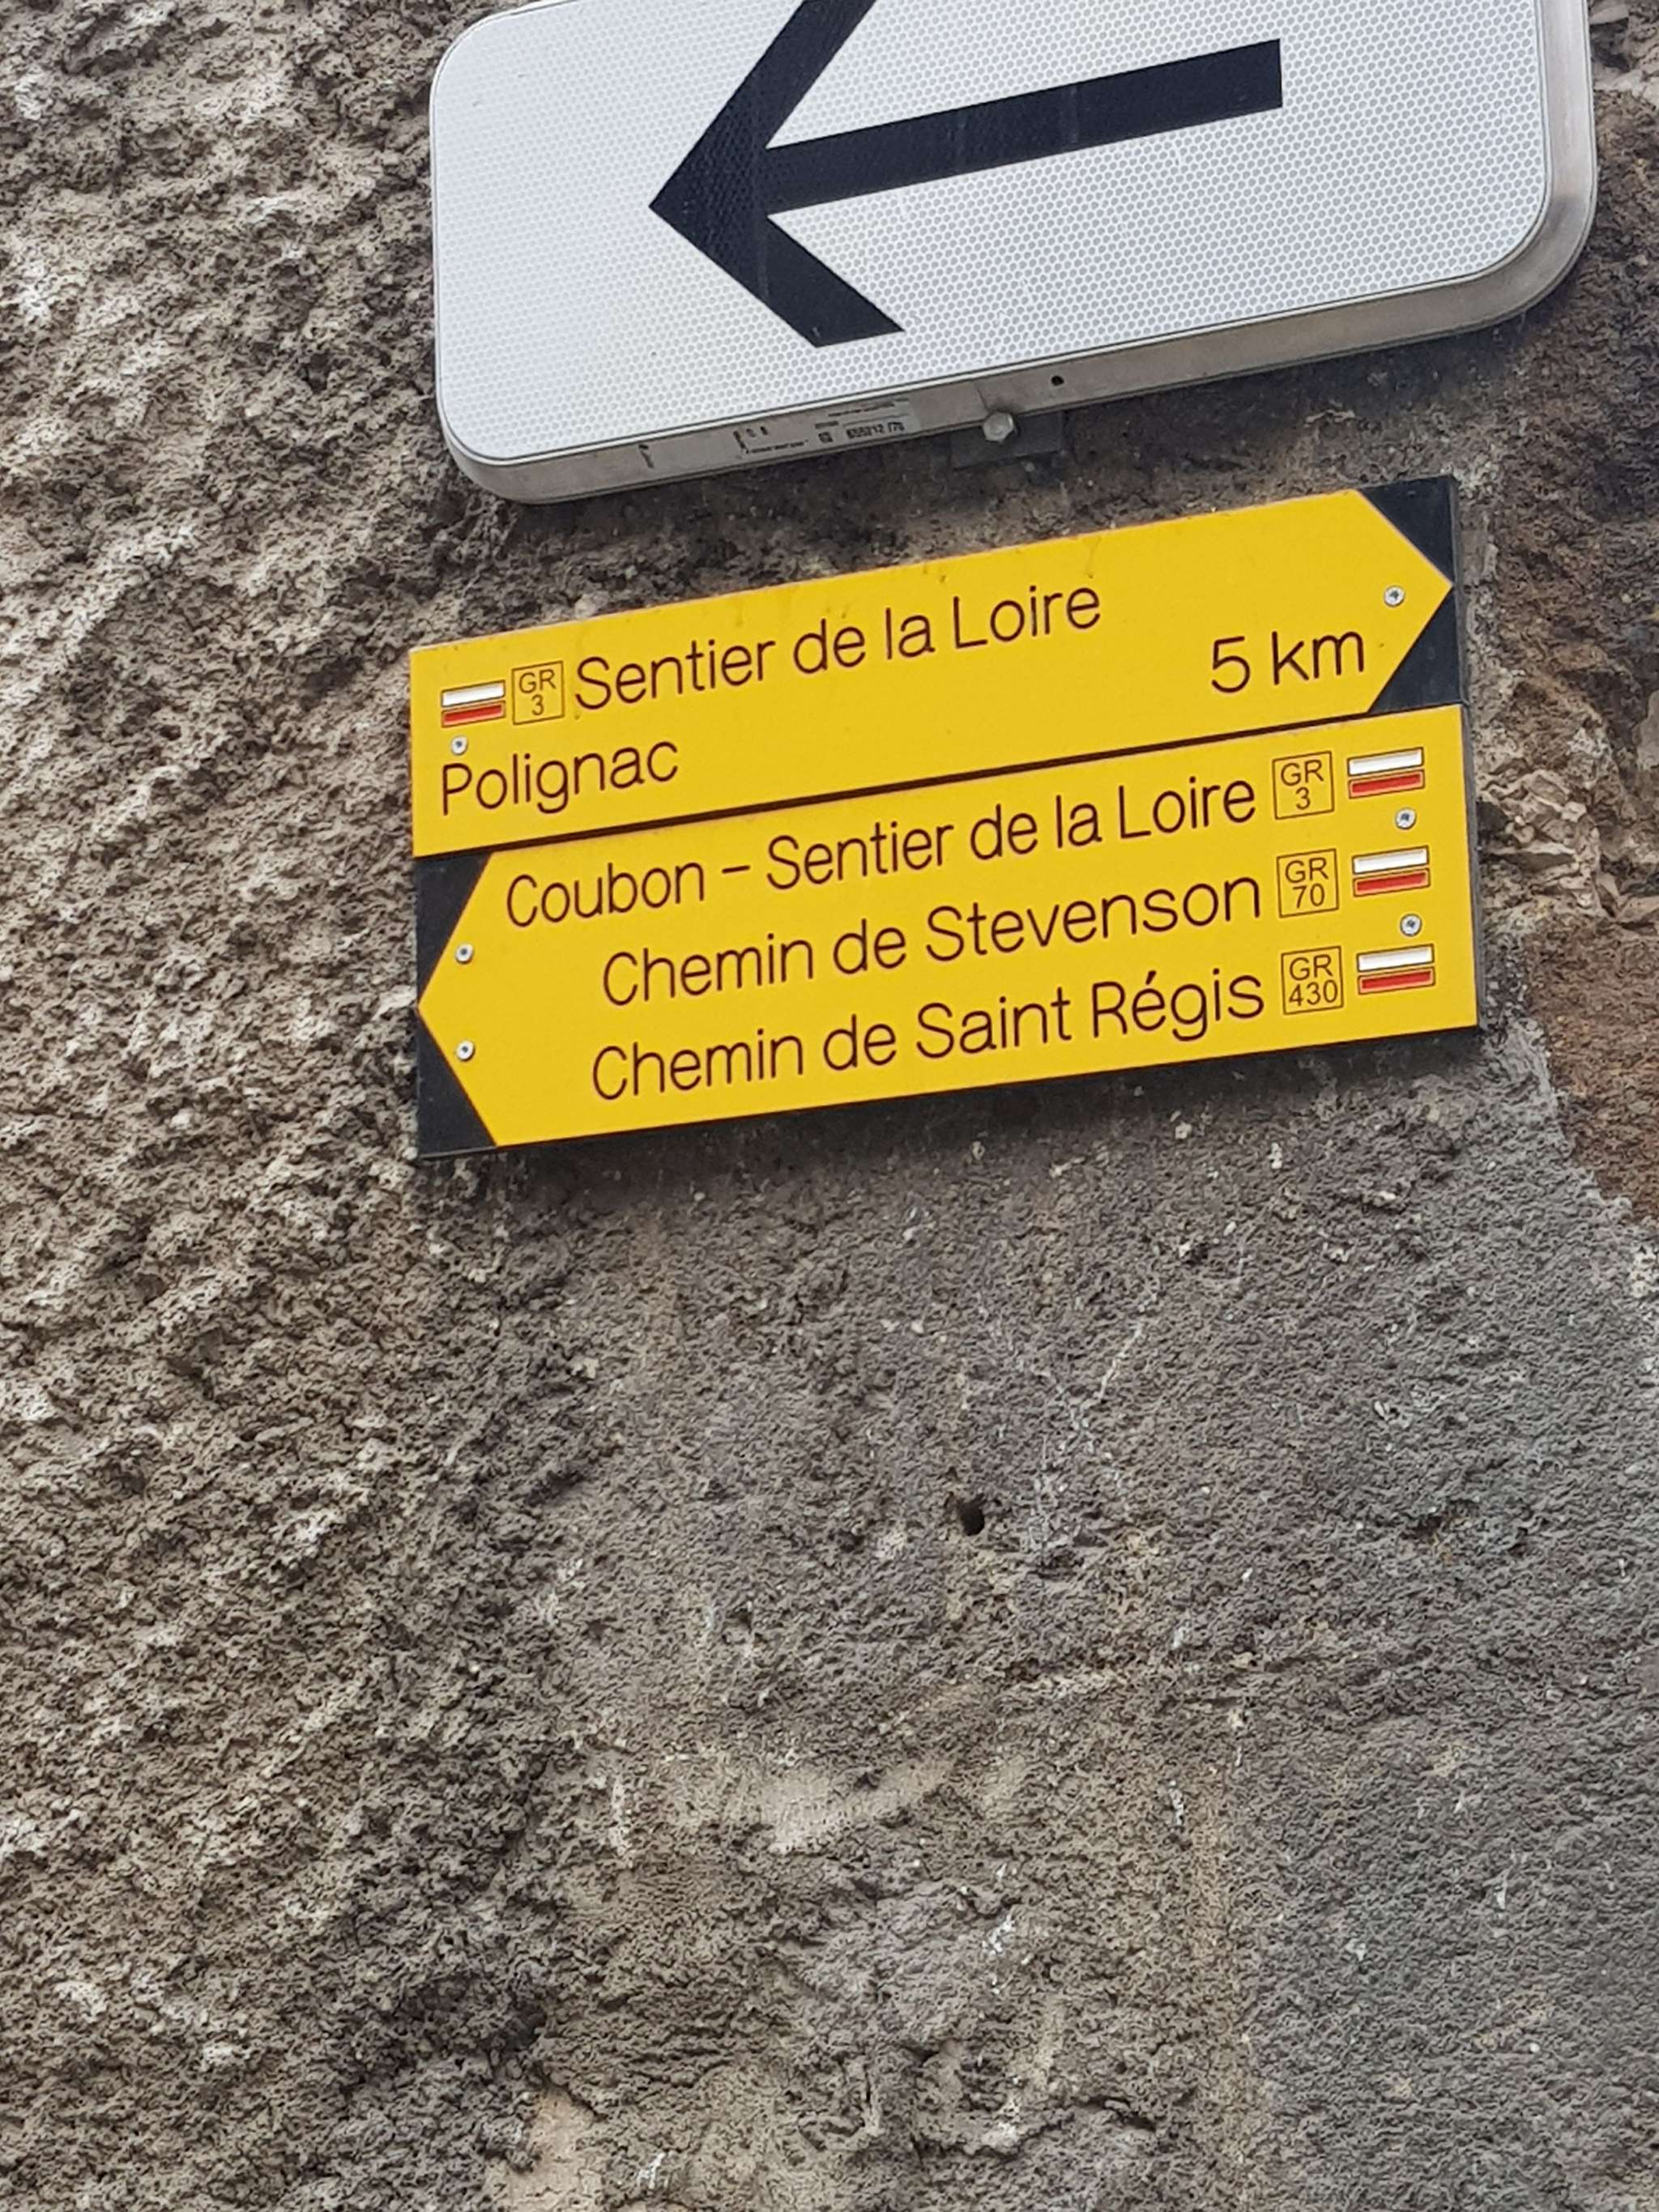 GR
3
Sentier de la Loire
5 km
Polignac
Coubon – Sentier de la Loire
GR
3
Chemin de Stevenson
GR
70
Chemin de Saint Régis
GR
430